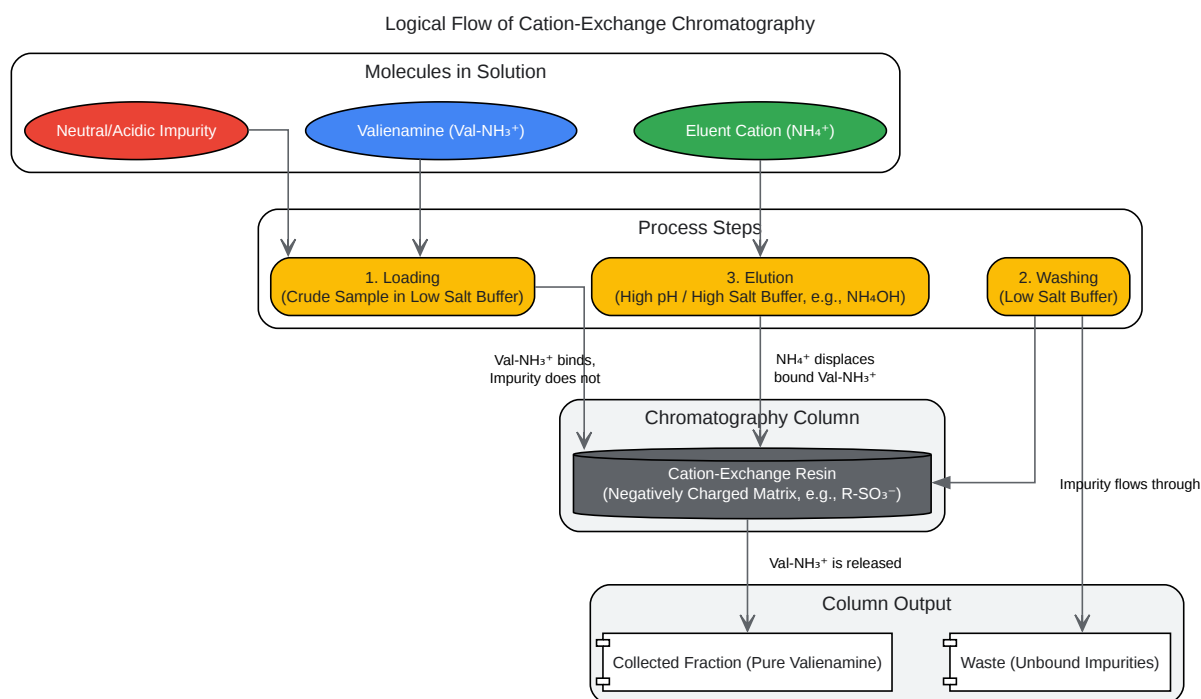 Logical Flow of Cation-Exchange Chromatography
Molecules in Solution
Neutral/Acidic Impurity
Valienamine (Val-NH₃⁺)
Eluent Cation (NH₄⁺)
Process Steps
1. Loading
(Crude Sample in Low Salt Buffer)
3. Elution
(High pH / High Salt Buffer, e.g., NH₄OH)
2. Washing
(Low Salt Buffer)
Val-NH₃⁺ binds,
Impurity does not
NH₄⁺ displaces
bound Val-NH₃⁺
Chromatography Column
Cation-Exchange Resin
(Negatively Charged Matrix, e.g., R-SO₃⁻)
Impurity flows through
Val-NH₃⁺ is released
Column Output
Collected Fraction (Pure Valienamine)
Waste (Unbound Impurities)